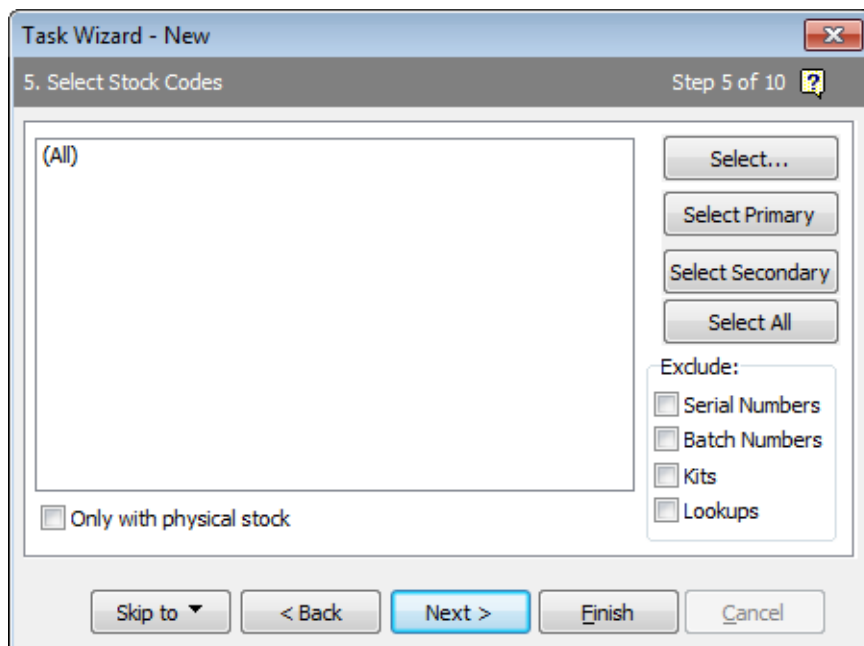 Task Wizard - New
5. Select Stock Codes
Step 5 of 10
?
(All)
Select...
Select Primary
Select Secondary
Select All
Exclude:
Serial Numbers
Batch Numbers
Kits
Lookups
Only with physical stock
Skip to
< Back
Next >
Finish
Cancel